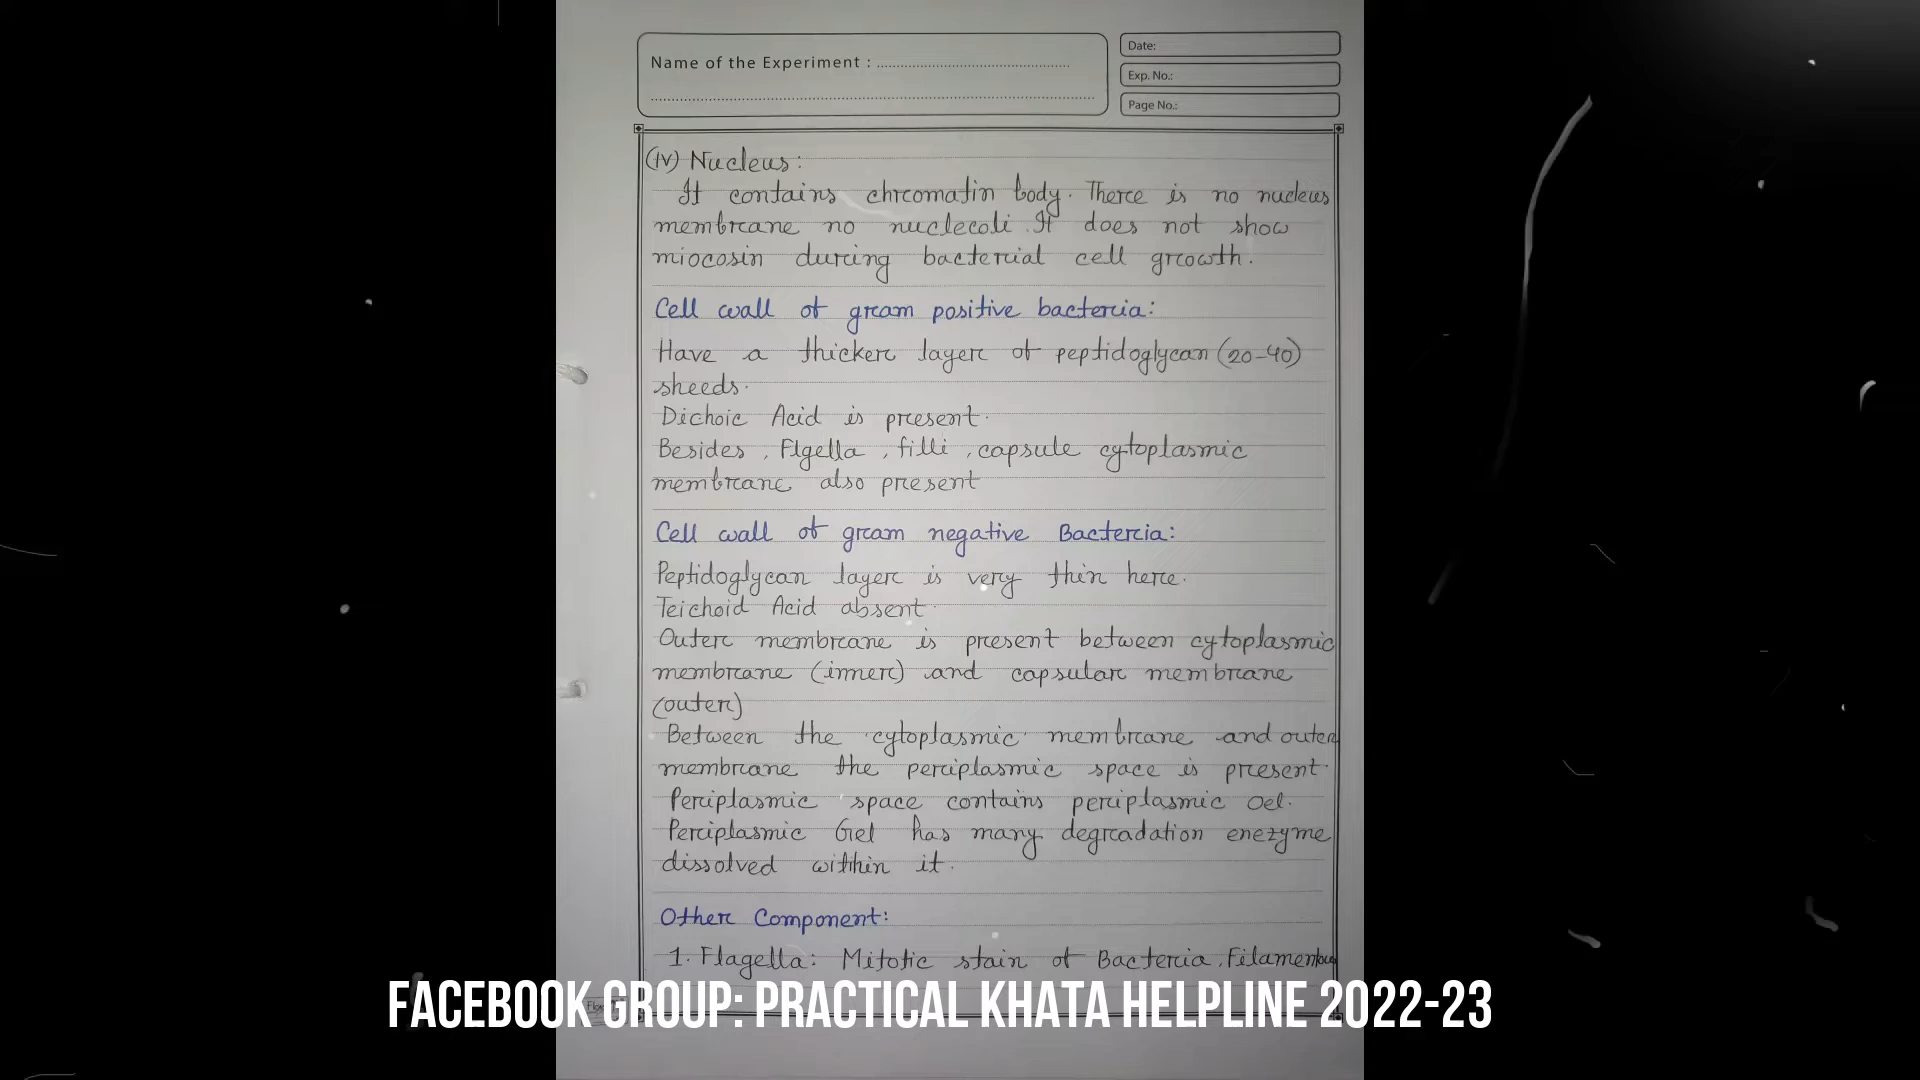 Name of the Experiment :
Date:
Exp. No.:
Page No.:
(iv) Nucleus:
It contains chromatin body. There is no nucleus
membrane no nucleoli. It does not show
miocosin during bacterial cell growth.
Cell wall of gram positive bacteria:
Have a thicker layer of peptidoglycan (20-40)
sheeds.
Dichoic Acid is present.
Besides, Flgella, filli, capsule cytoplasmic
membrane also present
Cell wall of gram negative Bacteria:
Peptidoglycan layer is very thin here.
Teichoid Acid absent.
Outer membrane is present between cytoplasmic
membrane (inner) and capsular membrane
(outer)
Between the cytoplasmic membrane and outer
membrane the periplasmic space is present.
Periplasmic space contains periplasmic Oel.
Periplasmic Gel has many degradation enezyme
dissolved within it.
Other Component:
1. Flagella: Mitotic stain of Bacteria. Filamentous
FACEBOOK GROUP: PRACTICAL KHATA HELPLINE 2022-23